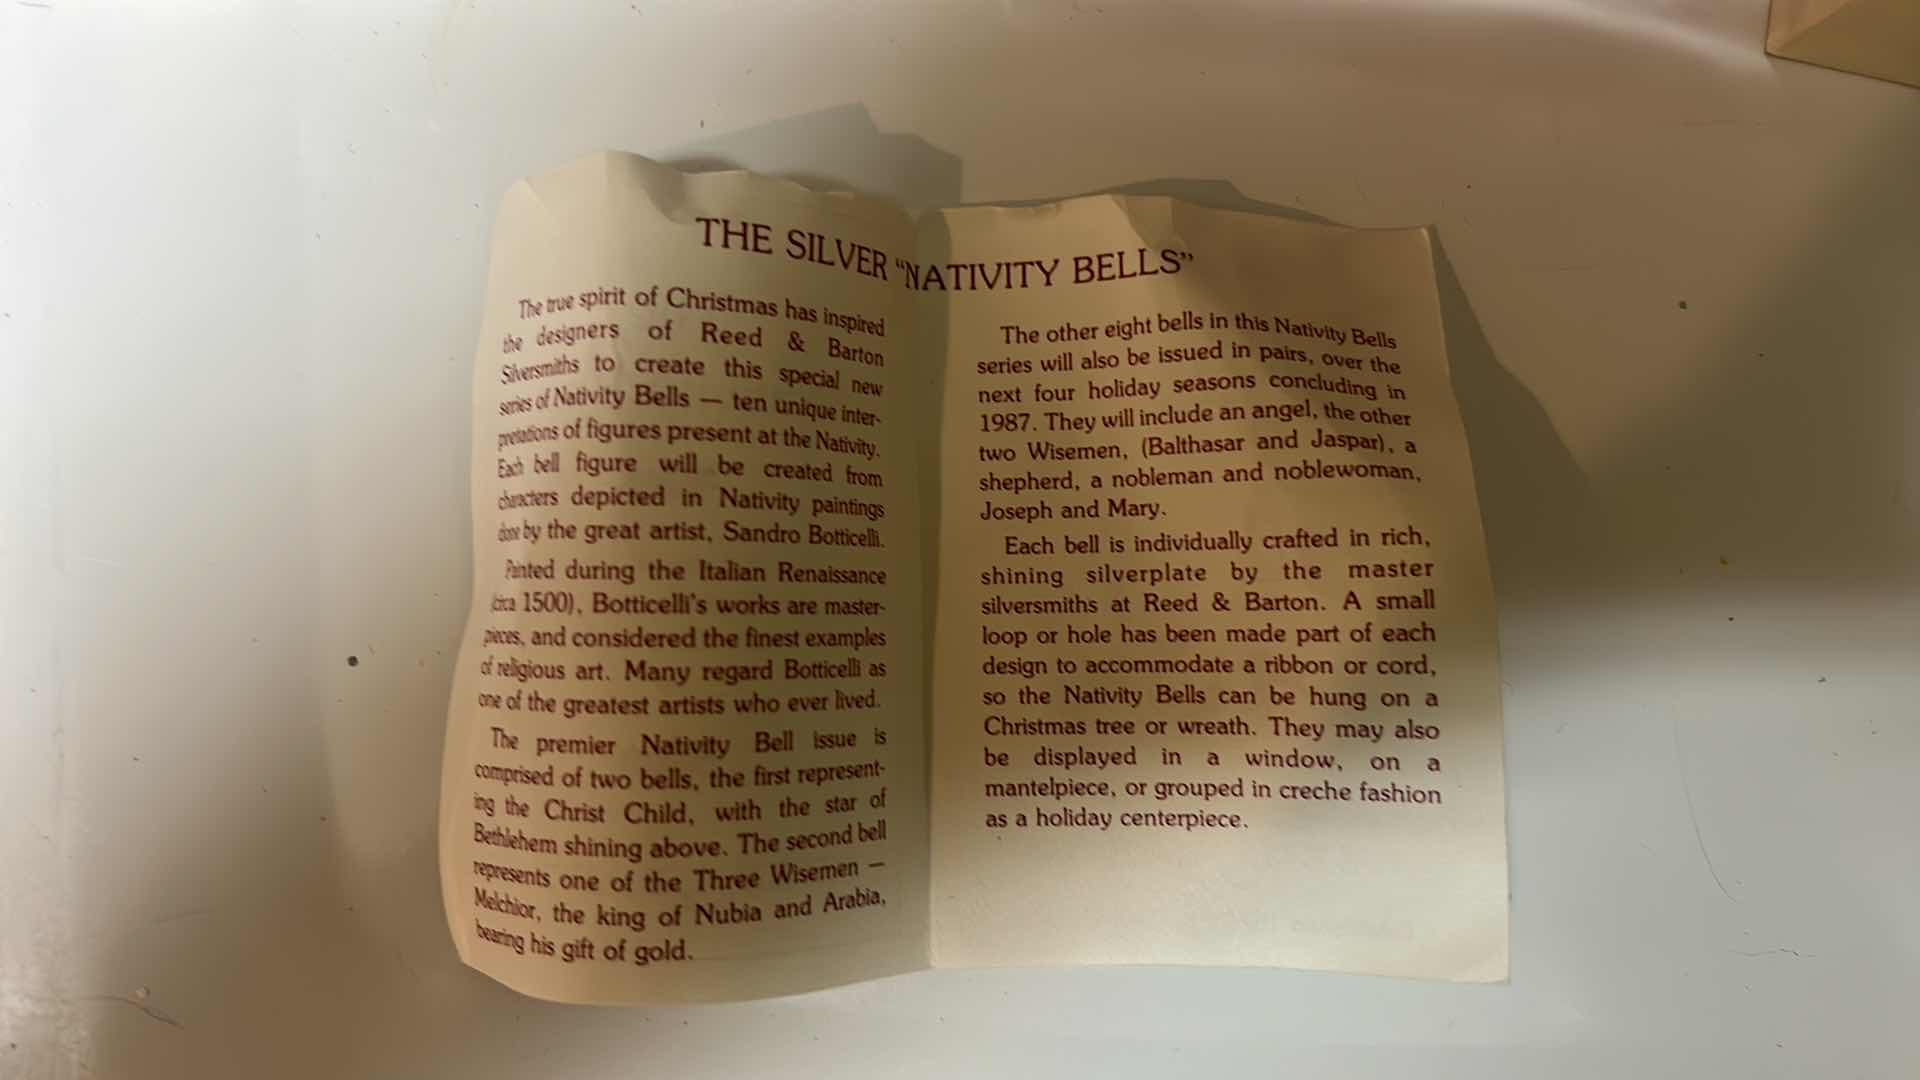 THE SILVER “NATIVITY BELLS”
The true spirit of Christmas has inspired
the designers of Reed & Barton
Silversmiths to create this special new
series of Nativity Bells — ten unique inter-
pretations of figures present at the Nativity.
Each bell figure will be created from
characters depicted in Nativity paintings
done by the great artist, Sandro Botticelli.
Painted during the Italian Renaissance
(circa 1500), Botticelli’s works are master-
pieces, and considered the finest examples
of religious art. Many regard Botticelli as
one of the greatest artists who ever lived.
The premier Nativity Bell issue is
comprised of two bells, the first represent-
ing the Christ Child, with the star of
Bethlehem shining above. The second bell
represents one of the Three Wisemen —
Melchior, the king of Nubia and Arabia,
bearing his gift of gold.
The other eight bells in this Nativity Bells
series will also be issued in pairs, over the
next four holiday seasons concluding in
1987. They will include an angel, the other
two Wisemen, (Balthasar and Jaspar), a
shepherd, a nobleman and noblewoman,
Joseph and Mary.
Each bell is individually crafted in rich,
shining silverplate by the master
silversmiths at Reed & Barton. A small
loop or hole has been made part of each
design to accommodate a ribbon or cord,
so the Nativity Bells can be hung on a
Christmas tree or wreath. They may also
be displayed in a window, on a
mantelpiece, or grouped in creche fashion
as a holiday centerpiece.